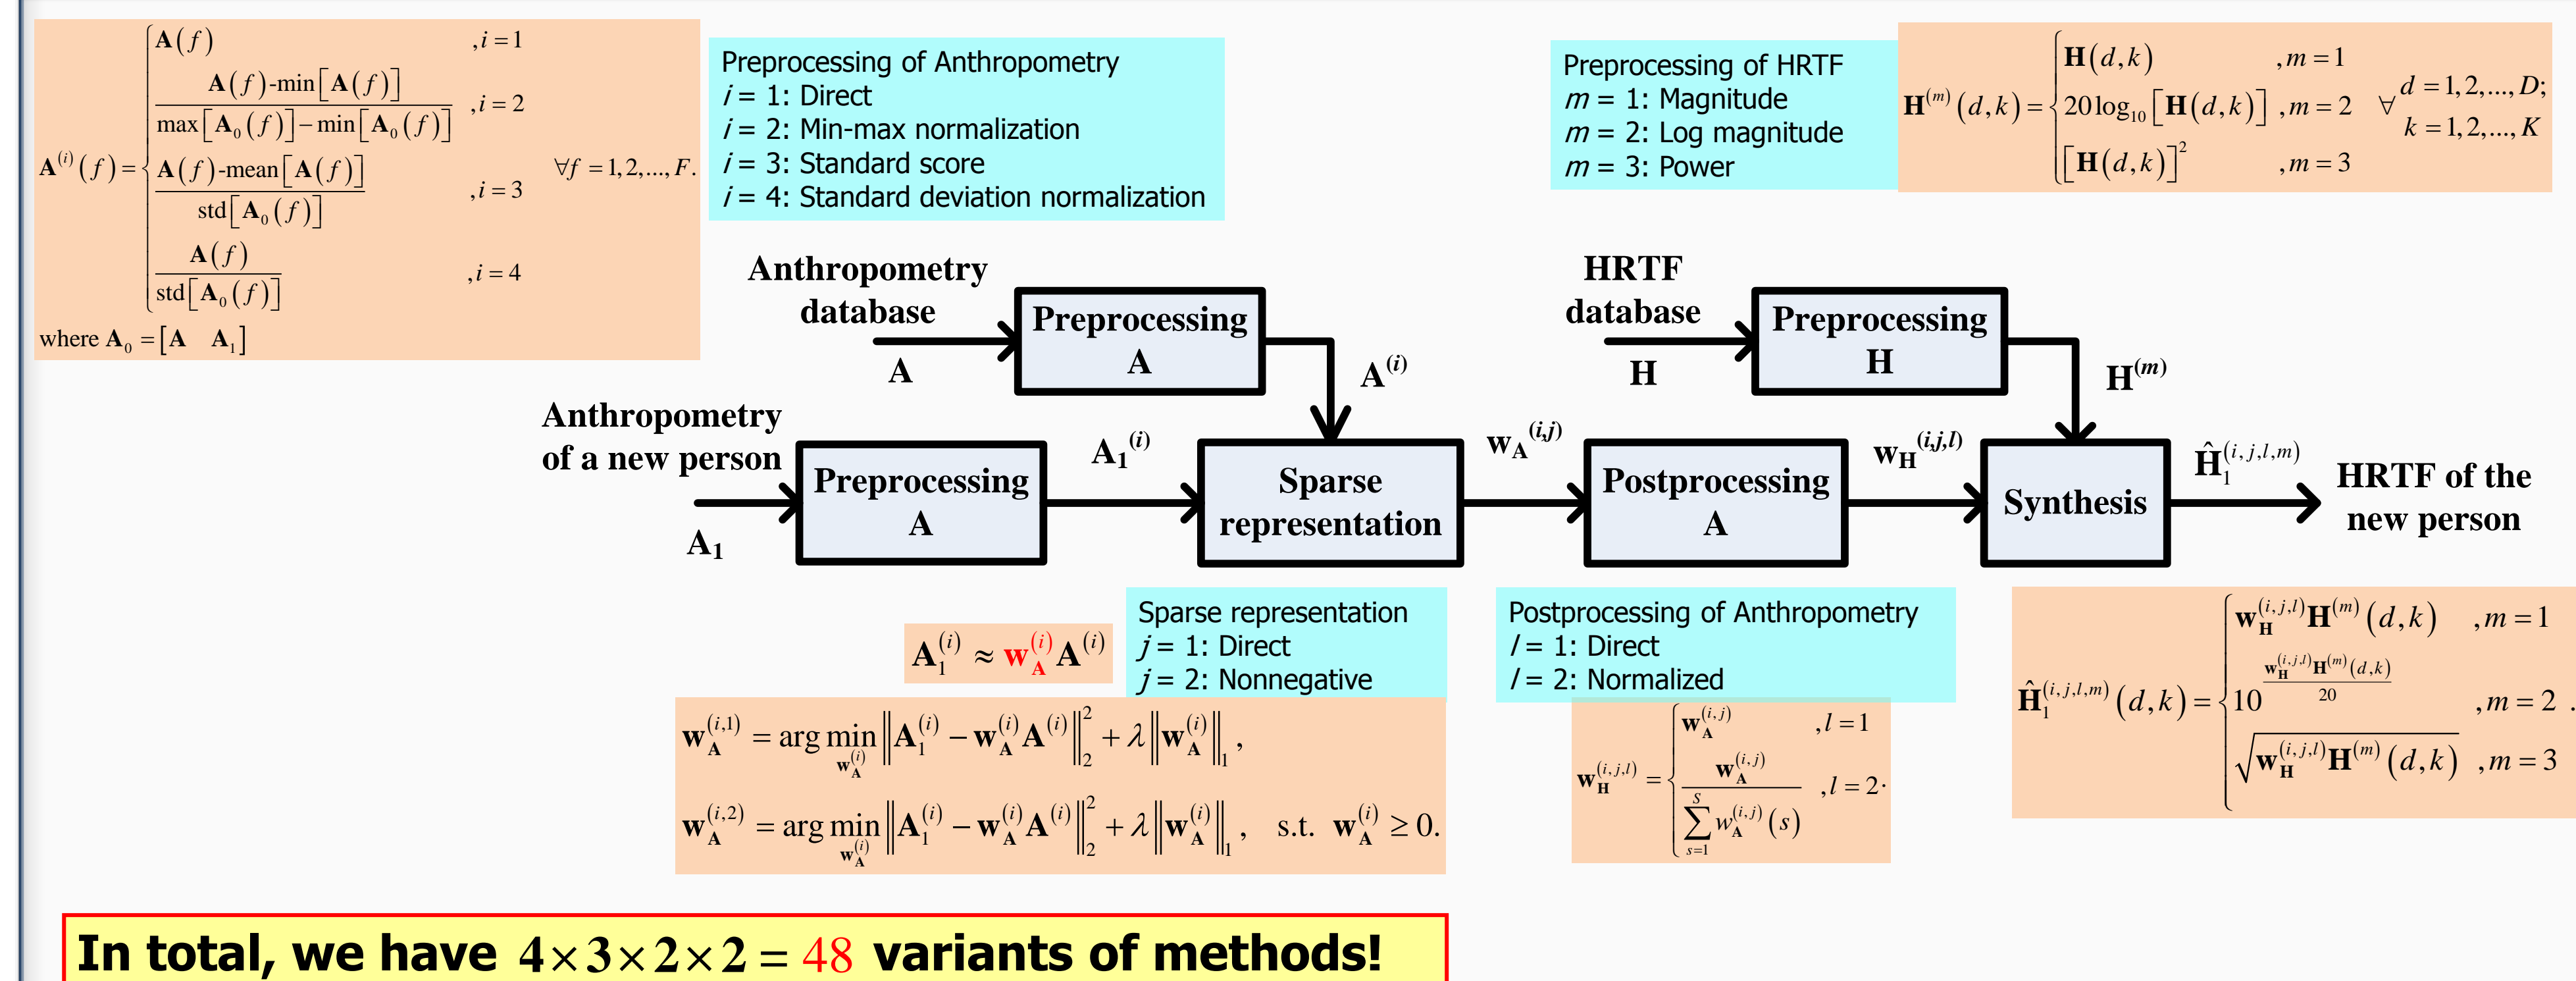 A^(i)(f) = { A(f) , i = 1
(A(f)-min[A(f)]) / (max[A_0(f)] − min[A_0(f)]) , i = 2
(A(f)-mean[A(f)]) / std[A_0(f)] , i = 3 ∀f = 1, 2, ..., F.
A(f) / std[A_0(f)] , i = 4
where A_0 = [A A_1]
Preprocessing of Anthropometry
i = 1: Direct
i = 2: Min-max normalization
i = 3: Standard score
i = 4: Standard deviation normalization
Preprocessing of HRTF
m = 1: Magnitude
m = 2: Log magnitude
m = 3: Power
H^(m)(d,k) = { H(d,k) , m = 1
20 log_10 [H(d,k)] , m = 2
[H(d,k)]^2 , m = 3
∀ d = 1, 2, ..., D;
k = 1, 2, ..., K
Anthropometry
database
A
Preprocessing
A
A^(i)
HRTF
database
H
Preprocessing
H
H^(m)
Anthropometry
of a new person
A_1
Preprocessing
A
A_1^(i)
Sparse
representation
w_A^(i,j)
Postprocessing
A
w_H^(i,j,l)
Synthesis
Ĥ_1^(i,j,l,m)
HRTF of the
new person
A_1^(i) ≈ w_A^(i) A^(i)
Sparse representation
j = 1: Direct
j = 2: Nonnegative
w_A^(i,1) = arg min_{w_A^(i)} ‖A_1^(i) − w_A^(i) A^(i)‖_2^2 + λ‖w_A^(i)‖_1 ,
w_A^(i,2) = arg min_{w_A^(i)} ‖A_1^(i) − w_A^(i) A^(i)‖_2^2 + λ‖w_A^(i)‖_1 , s.t. w_A^(i) ≥ 0.
Postprocessing of Anthropometry
l = 1: Direct
l = 2: Normalized
w_H^(i,j,l) = { w_A^(i,j) , l = 1
w_A^(i,j) / ∑_{s=1}^{S} w_A^(i,j)(s) , l = 2.
Ĥ_1^(i,j,l,m)(d,k) = { w_H^(i,j,l) H^(m)(d,k) , m = 1
10^(w_H^(i,j,l) H^(m)(d,k) / 20) , m = 2 .
√(w_H^(i,j,l) H^(m)(d,k)) , m = 3
In total, we have 4×3×2×2 = 48 variants of methods!